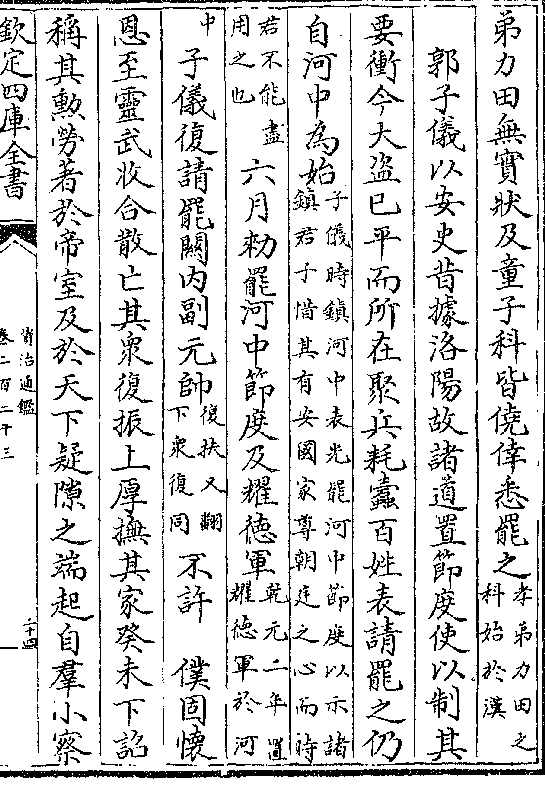 弟力田無實狀及童子科皆僥倖悉罷之孝弟力田之科始於漢
郭子儀以安史昔據洛陽故諸道置節度使以制其
要衝今大盜已平而所在聚兵耗蠹百姓表請罷之仍
自河中為始子儀時鎮河中表先罷河中節度以示諸鎮君子惜其有安國家尊朝廷之心而時
君不能盡用之也六月勑罷河中節度及耀德軍乾元二年置耀德軍於河
中子儀復請罷關内副元帥復扶又翻下衆復同不許僕固懷
恩至靈武收合散亡其衆復振上厚撫其家癸未下詔
稱其勲勞著於帝室及於天下疑隙之端起自羣小察
欽定四庫全書
資治通鑑
卷二百二十三
二十四